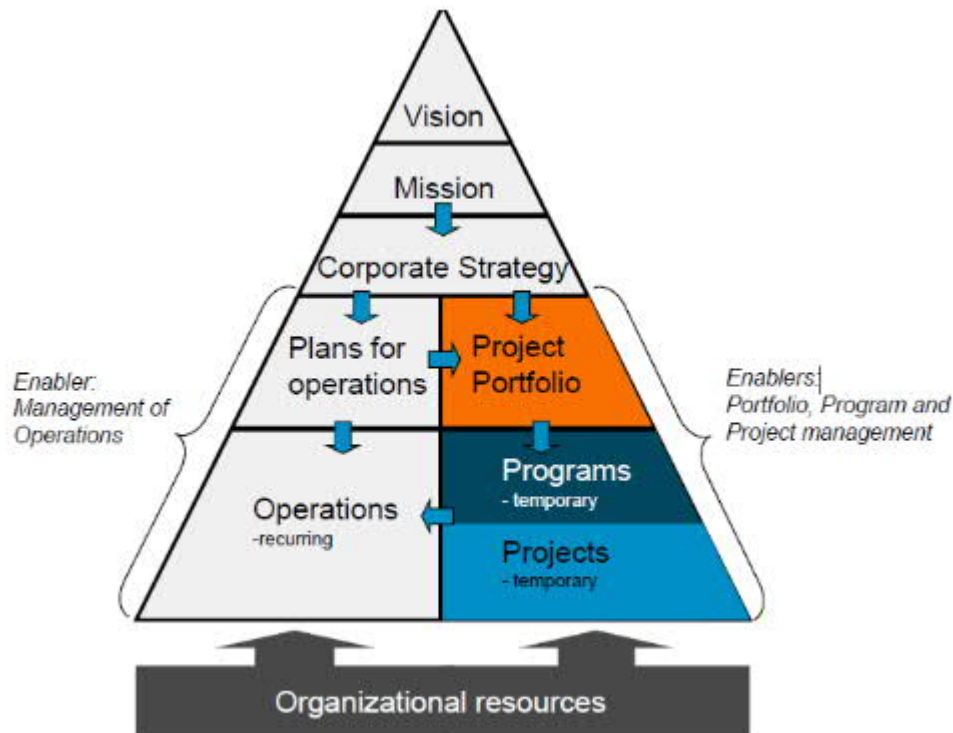 Vision
Mission
Corporate Strategy
Plans for
operations
Project
Portfolio
Enabler:
Management of
Operations
Enablers:
Portfolio, Program and
Project management
Programs
- temporary
Operations
-recurring
Projects
- temporary
Organizational resources